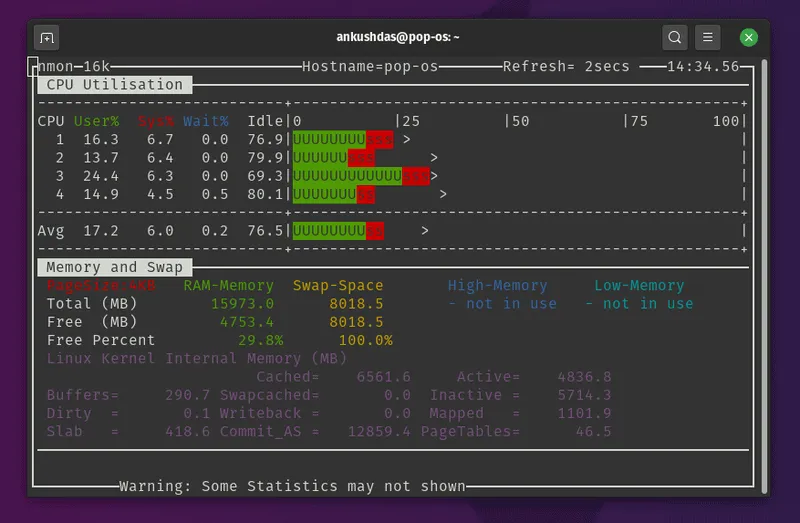 ankushdas@pop-os: ~
nmon-16k Hostname=pop-os Refresh= 2secs 14:34.56
CPU Utilisation
CPU User% Sys% Wait% Idle|0 |25 |50 |75 100|
1 16.3 6.7 0.0 76.9|UUUUUUUUsss >
2 13.7 6.4 0.0 79.9|UUUUUUsss >
3 24.4 6.3 0.0 69.3|UUUUUUUUUUUUsss>
4 14.9 4.5 0.5 80.1|UUUUUUUss >
Avg 17.2 6.0 0.2 76.5|UUUUUUUUss >
Memory and Swap
PageSize:4KB RAM-Memory Swap-Space High-Memory Low-Memory
Total (MB) 15973.0 8018.5 - not in use - not in use
Free (MB) 4753.4 8018.5
Free Percent 29.8% 100.0%
Linux Kernel Internal Memory (MB)
Cached= 6561.6 Active= 4836.8
Buffers= 290.7 Swapcached= 0.0 Inactive = 5714.3
Dirty = 0.1 Writeback = 0.0 Mapped = 1101.9
Slab = 418.6 Commit_AS = 12859.4 PageTables= 46.5
Warning: Some Statistics may not shown